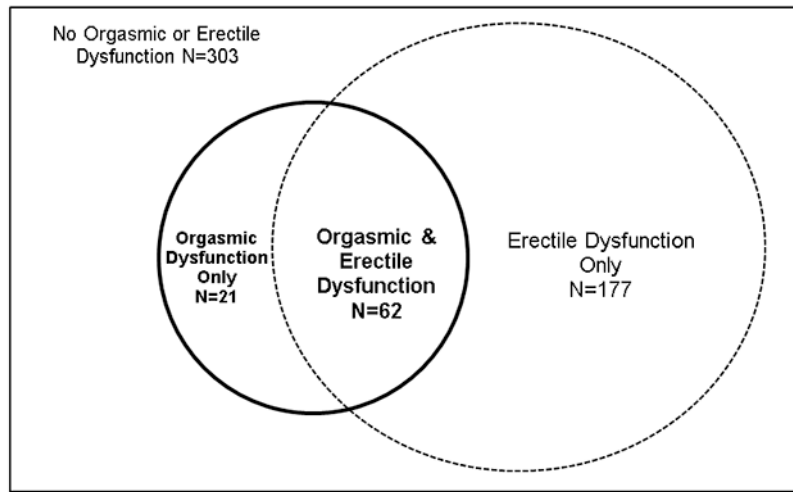 No Orgasmic or Erectile
Dysfunction N=303
Orgasmic
Dysfunction
Only
N=21
Orgasmic &
Erectile
Dysfunction
N=62
Erectile Dysfunction
Only
N=177